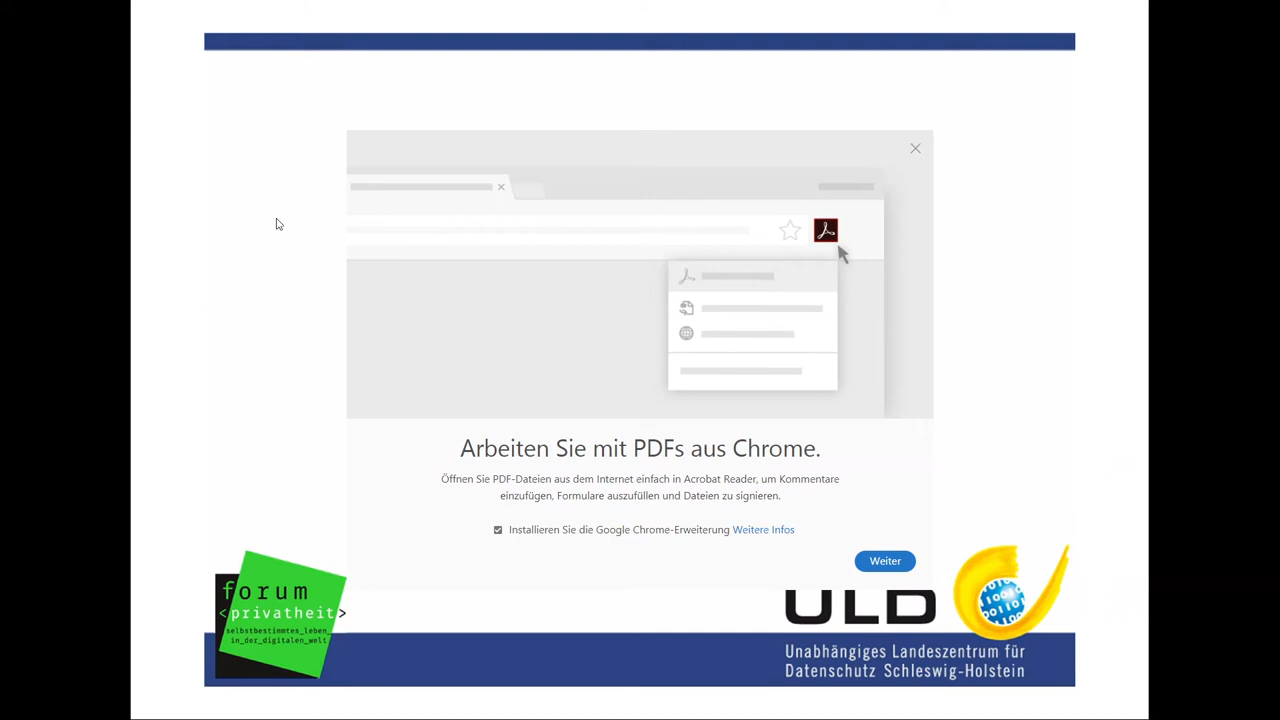 Arbeiten Sie mit PDFs aus Chrome.
Öffnen Sie PDF-Dateien aus dem Internet einfach in Acrobat Reader, um Kommentare
einzufügen, Formulare auszufüllen und Dateien zu signieren.
Installieren Sie die Google Chrome-Erweiterung Weitere Infos
Weiter
forum
<privatheit>
selbstbestimmtes_leben_
in_der_digitalen_welt
ULD
Unabhängiges Landeszentrum für
Datenschutz Schleswig-Holstein